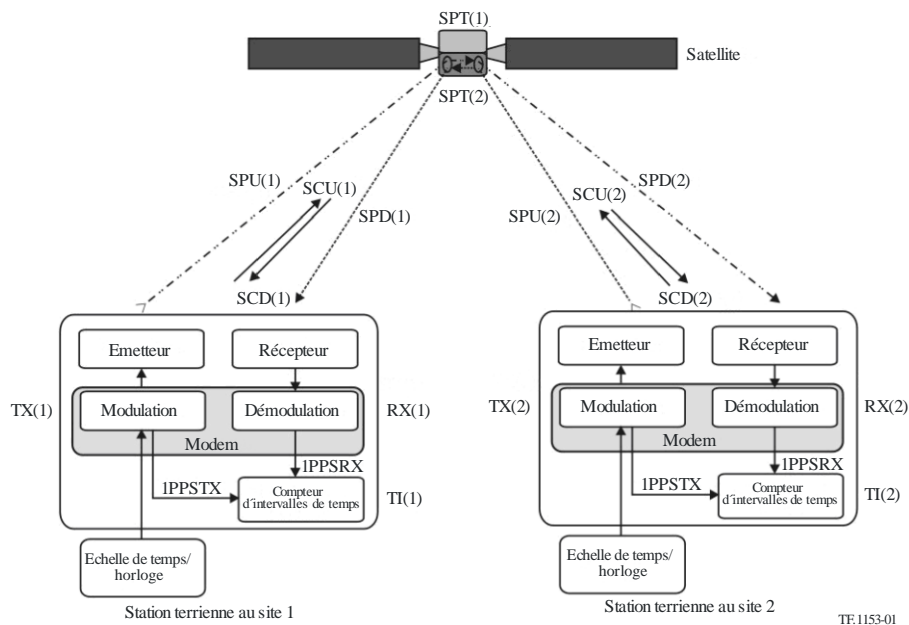 SPT(1)
Satellite
SPT(2)
SPU(1)
SCU(1)
SPD(1)
SCD(1)
SPU(2)
SCU(2)
SPD(2)
SCD(2)
Emetteur
Récepteur
TX(1)
Modulation
Démodulation
RX(1)
Modem
1PPSRX
1PPSTX
Compteur
d´intervalles de temps
TI(1)
Echelle de temps/
horloge
Station terrienne au site 1
Emetteur
Récepteur
TX(2)
Modulation
Démodulation
RX(2)
Modem
1PPSRX
1PPSTX
Compteur
d´intervalles de temps
TI(2)
Echelle de temps/
horloge
Station terrienne au site 2
TF.1153-01